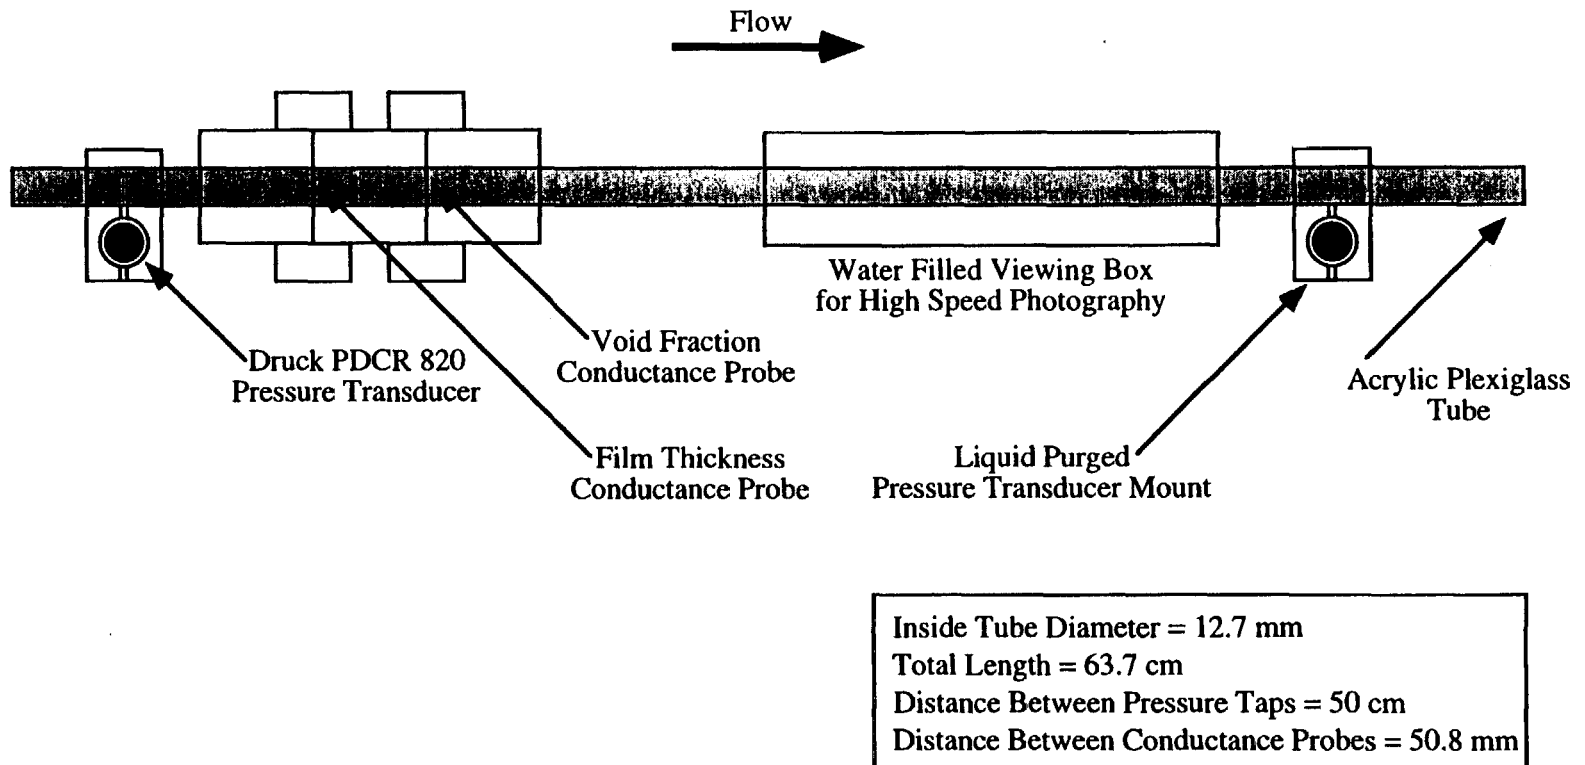 Flow
Water Filled Viewing Box
for High Speed Photography
Void Fraction
Conductance Probe
Druck PDCR 820
Pressure Transducer
Acrylic Plexiglass
Tube
Film Thickness
Conductance Probe
Liquid Purged
Pressure Transducer Mount
Inside Tube Diameter = 12.7 mm
Total Length = 63.7 cm
Distance Between Pressure Taps = 50 cm
Distance Between Conductance Probes = 50.8 mm